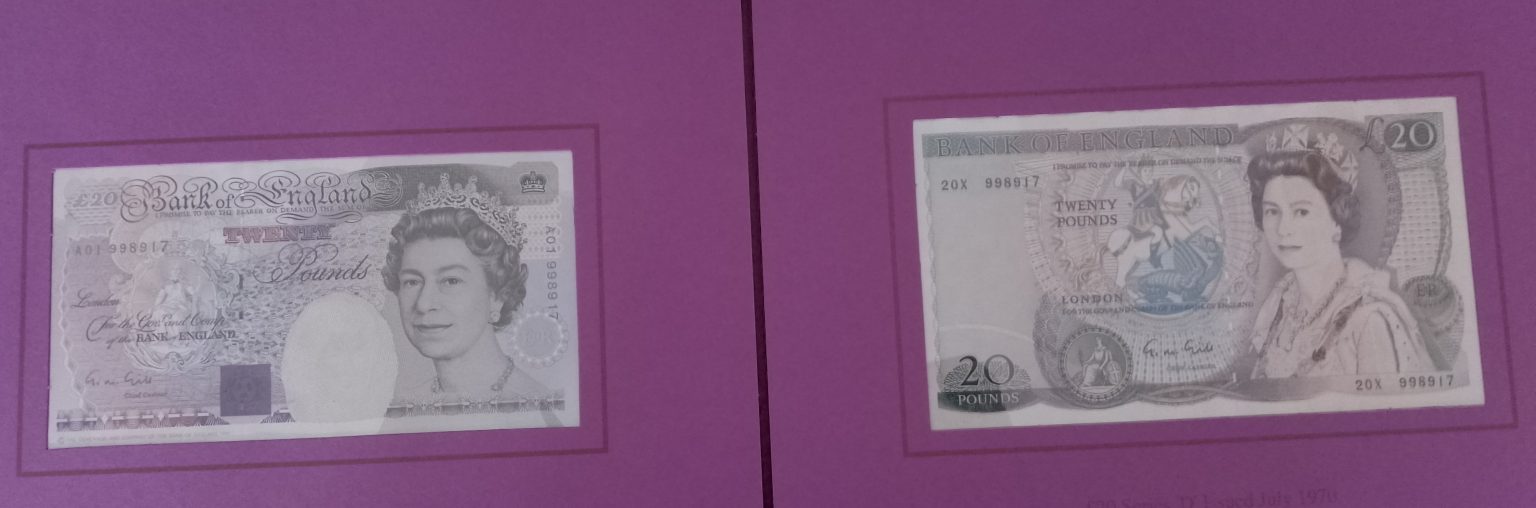 £20 Bank of England
I PROMISE TO PAY THE BEARER ON DEMAND THE SUM OF
TWENTY
A01 998917
Pounds
London
For the Govr and Compa
of the BANK of ENGLAND
G. M. Gill
Chief Cashier
A01 998917
BANK OF ENGLAND
£20
I PROMISE TO PAY THE BEARER ON DEMAND THE SUM OF
20X 998917
TWENTY
POUNDS
LONDON
FOR THE GOVR AND COMPA OF THE BANK OF ENGLAND
G. M. Gill
Chief Cashier
ER
20
POUNDS
20X 998917
£20 Series 'D' Issued July 1970